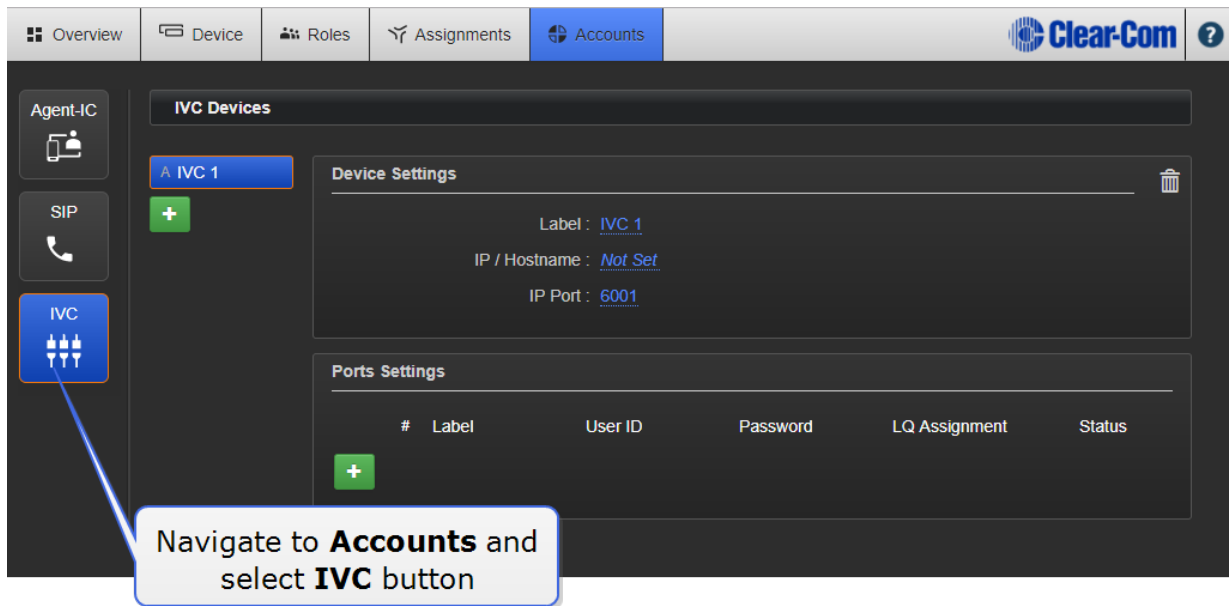 Overview Device Roles Assignments Accounts Clear-Com ?
Agent-IC
IVC Devices
A IVC 1
Device Settings
SIP
+
Label : IVC 1
IP / Hostname : Not Set
IP Port : 6001
IVC
Ports Settings
# Label User ID Password LQ Assignment Status
+
Navigate to Accounts and
select IVC button